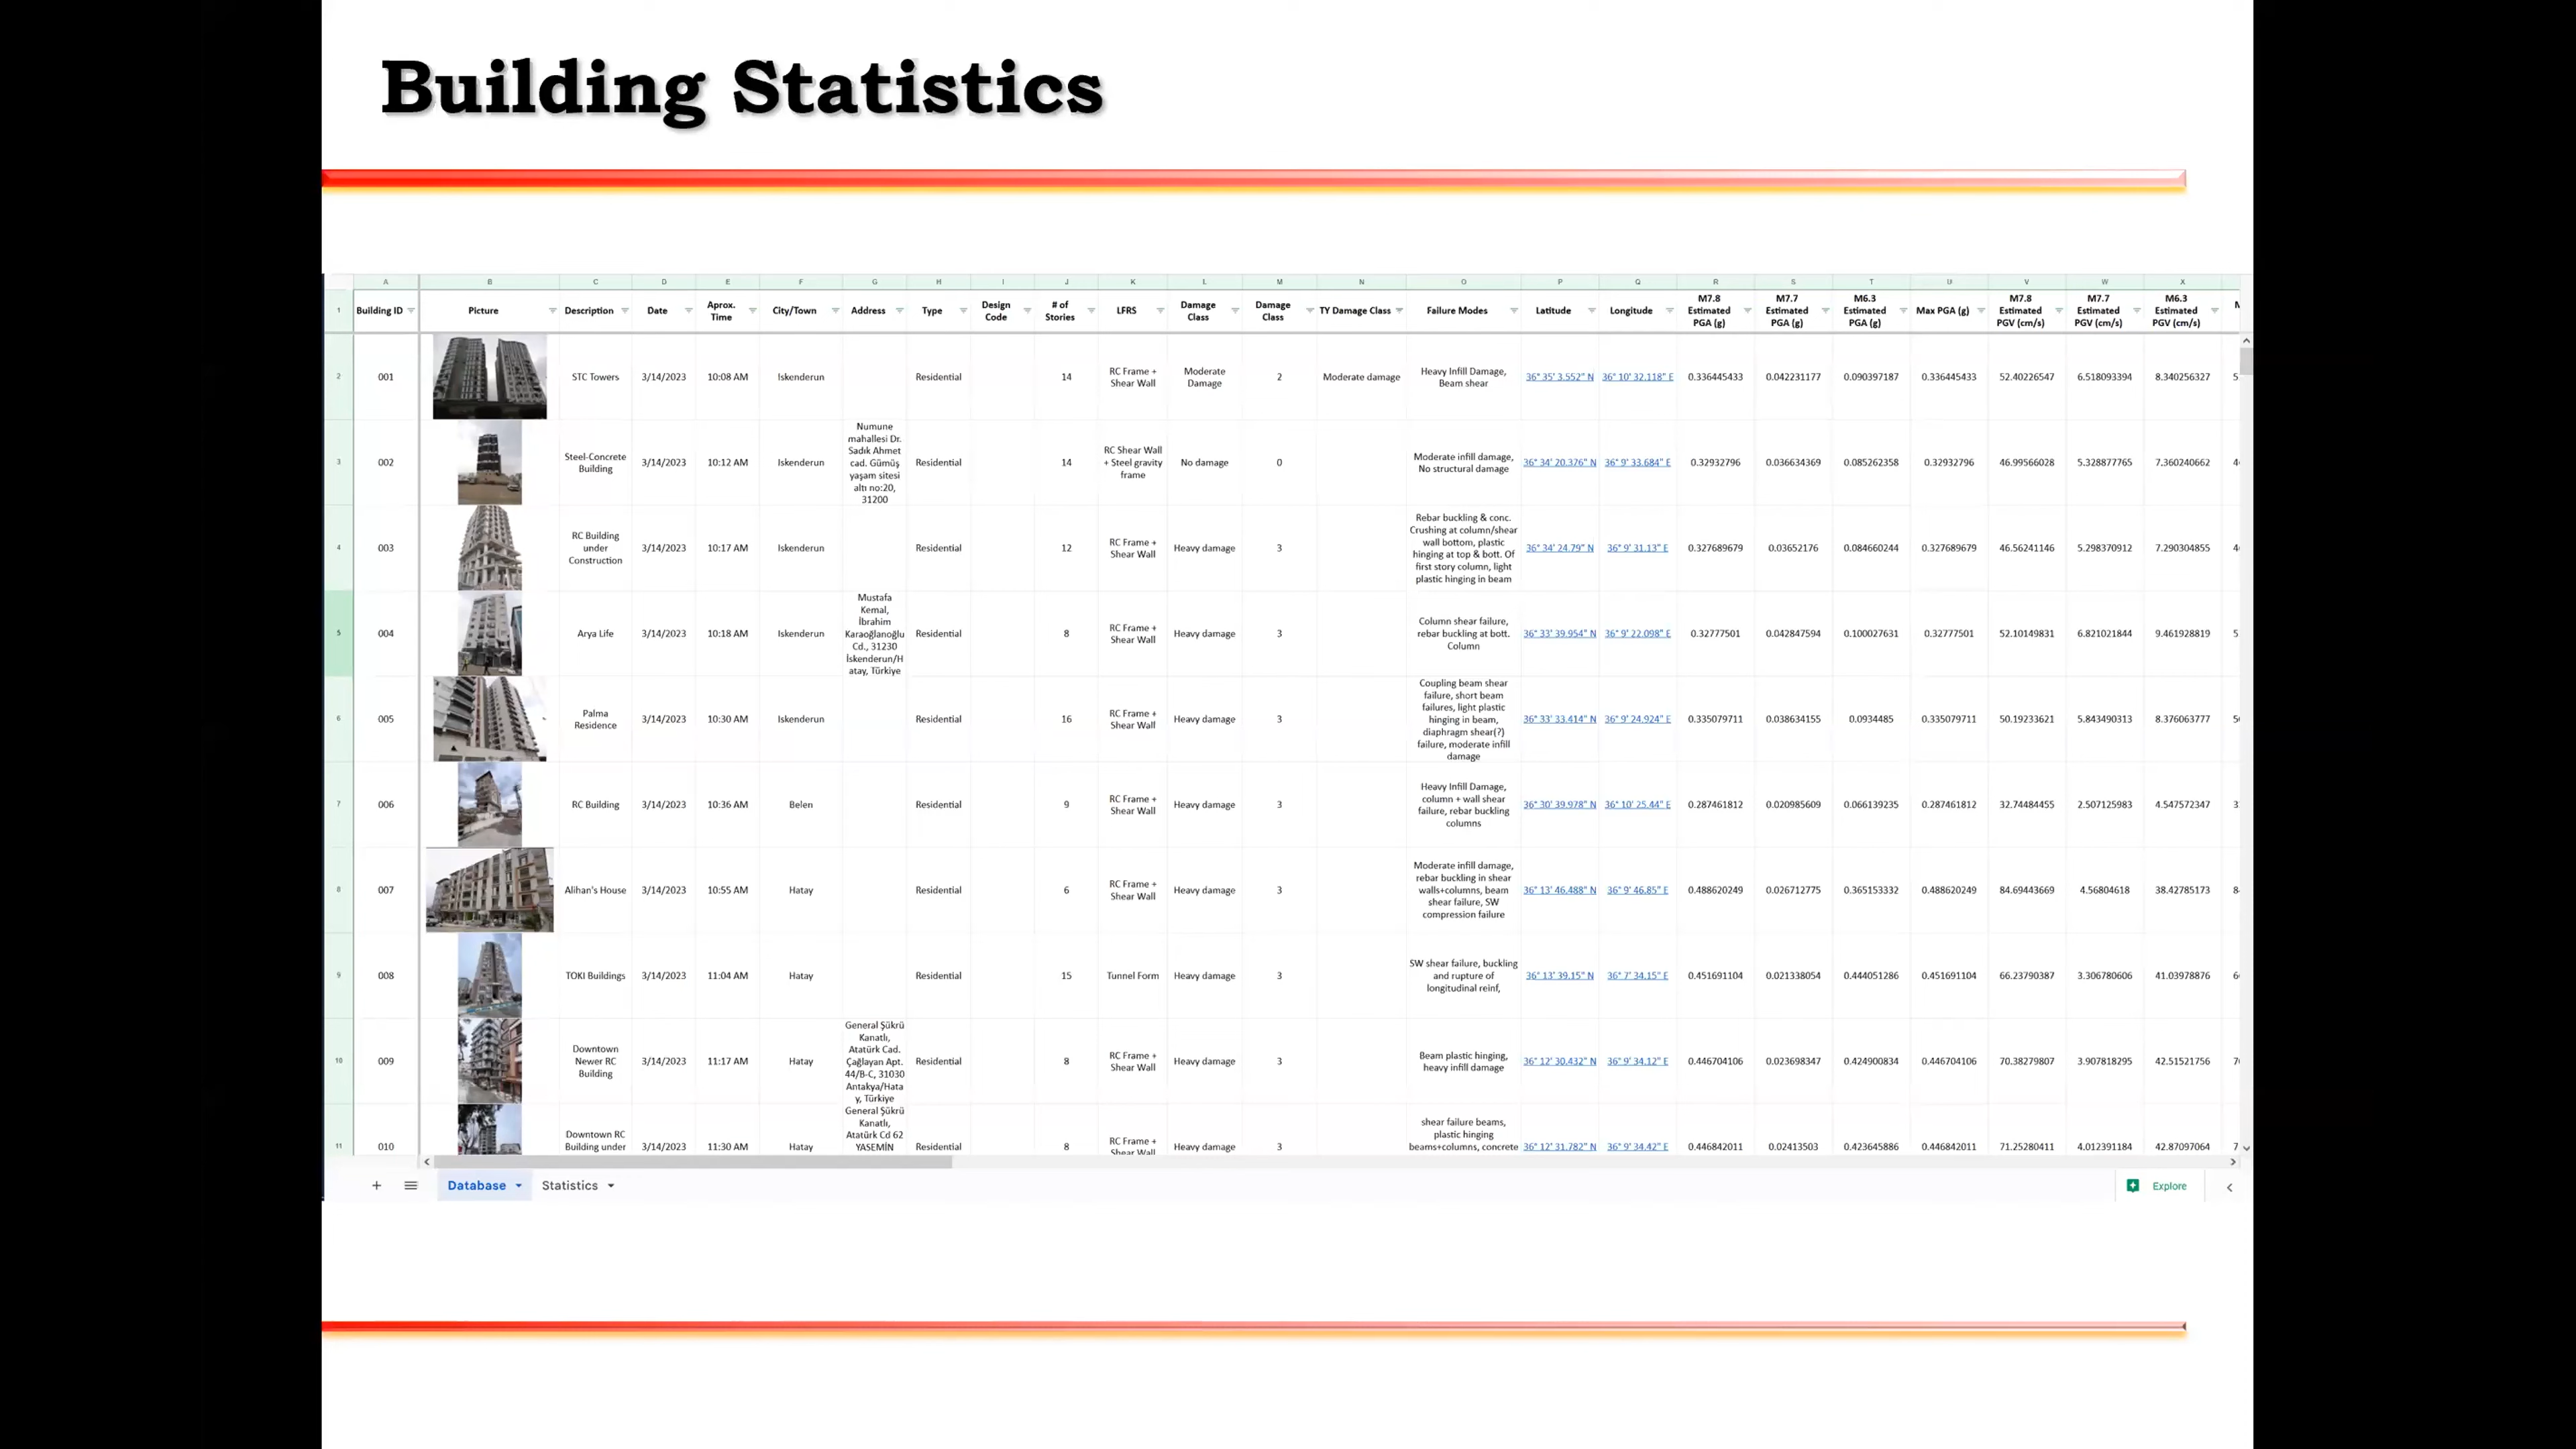 Building Statistics
A B C D E F G H I J K L M N O P Q R S T U V W X
1 Building ID Picture Description Date Aprox. Time City/Town Address Type Design Code # of Stories LFRS Damage Class Damage Class TY Damage Class Failure Modes Latitude Longitude M7.8 Estimated PGA (g) M7.7 Estimated PGA (g) M6.3 Estimated PGA (g) Max PGA (g) M7.8 Estimated PGV (cm/s) M7.7 Estimated PGV (cm/s) M6.3 Estimated PGV (cm/s)
2 001 STC Towers 3/14/2023 10:08 AM Iskenderun Residential 14 RC Frame + Shear Wall Moderate Damage 2 Moderate damage Heavy Infill Damage, Beam shear 36° 35' 3.552" N 36° 10' 32.118" E 0.336445433 0.042231177 0.090397187 0.336445433 52.40226547 6.518093394 8.340256327 5
3 002 Steel-Concrete Building 3/14/2023 10:12 AM Iskenderun Numune mahallesi Dr. Sadık Ahmet cad. Gümüş yaşam sitesi altı no:20, 31200 Residential 14 RC Shear Wall + Steel gravity frame No damage 0 Moderate infill damage, No structural damage 36° 34' 20.376" N 36° 9' 33.684" E 0.32932796 0.036634369 0.085262358 0.32932796 46.99566028 5.328877765 7.360240662 4
4 003 RC Building under Construction 3/14/2023 10:17 AM Iskenderun Residential 12 RC Frame + Shear Wall Heavy damage 3 Rebar buckling & conc. Crushing at column/shear wall bottom, plastic hinging at top & bott. Of first story column, light plastic hinging in beam 36° 34' 24.79" N 36° 9' 31.13" E 0.327689679 0.03652176 0.084660244 0.327689679 46.56241146 5.298370912 7.290304855 4
5 004 Arya Life 3/14/2023 10:18 AM Iskenderun Mustafa Kemal, İbrahim Karaoğlanoğlu Cd., 31230 İskenderun/Hatay, Türkiye Residential 8 RC Frame + Shear Wall Heavy damage 3 Column shear failure, rebar buckling at bott. Column 36° 33' 39.954" N 36° 9' 22.098" E 0.32777501 0.042847594 0.100027631 0.32777501 52.10149831 6.821021844 9.461928819 5
6 005 Palma Residence 3/14/2023 10:30 AM Iskenderun Residential 16 RC Frame + Shear Wall Heavy damage 3 Coupling beam shear failure, short beam failures, light plastic hinging in beam, diaphragm shear(?) failure, moderate infill damage 36° 33' 33.414" N 36° 9' 24.924" E 0.335079711 0.038634155 0.0934485 0.335079711 50.19233621 5.843490313 8.376063777
7 006 RC Building 3/14/2023 10:36 AM Belen Residential 9 RC Frame + Shear Wall Heavy damage 3 Heavy Infill Damage, column + wall shear failure, rebar buckling columns 36° 30' 39.978" N 36° 10' 25.44" E 0.287461812 0.020985609 0.066139235 0.287461812 32.74484455 2.507125983 4.547572347 3
8 007 Alihan's House 3/14/2023 10:55 AM Hatay Residential 6 RC Frame + Shear Wall Heavy damage 3 Moderate infill damage, rebar buckling in shear walls+columns, beam shear failure, SW compression failure 36° 13' 46.488" N 36° 9' 46.85" E 0.488620249 0.026712775 0.365153332 0.488620249 84.69443669 4.56804618 38.42785173 8
9 008 TOKI Buildings 3/14/2023 11:04 AM Hatay Residential 15 Tunnel Form Heavy damage 3 SW shear failure, buckling and rupture of longitudinal reinf, 36° 13' 39.15" N 36° 7' 34.15" E 0.451691104 0.021338054 0.444051286 0.451691104 66.23790387 3.306780606 41.03978876 6
10 009 Downtown Newer RC Building 3/14/2023 11:17 AM Hatay General Şükrü Kanatlı, Atatürk Cad. Çağlayan Apt. 44/B-C, 31030 Antakya/Hatay, Türkiye Residential 8 RC Frame + Shear Wall Heavy damage 3 Beam plastic hinging, heavy infill damage 36° 12' 30.432" N 36° 9' 34.12" E 0.446704106 0.023698347 0.424900834 0.446704106 70.38279807 3.907818295 42.51521756 7
11 010 Downtown RC Building under 3/14/2023 11:30 AM Hatay General Şükrü Kanatlı, Atatürk Cd 62 YASEMİN Residential 8 RC Frame + Shear Wall Heavy damage 3 shear failure beams, plastic hinging beams+columns, concrete 36° 12' 31.782" N 36° 9' 34.42" E 0.446842011 0.02413503 0.423645886 0.446842011 71.25280411 4.012391184 42.87097064 7
Database Statistics Explore